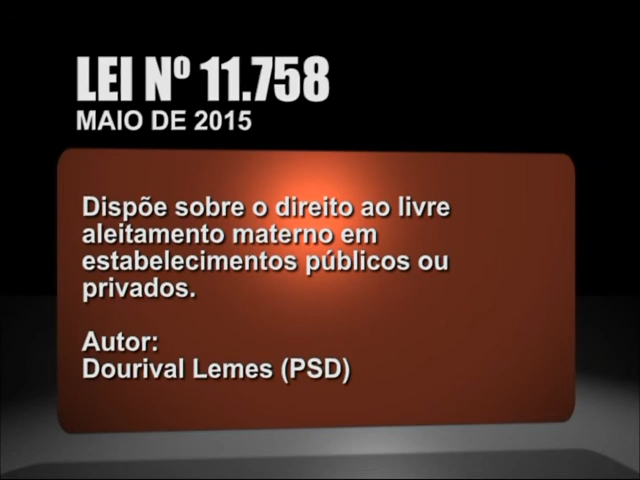 LEI Nº 11.758
MAIO DE 2015
Dispõe sobre o direito ao livre
aleitamento materno em
estabelecimentos públicos ou
privados.
Autor:
Dourival Lemes (PSD)